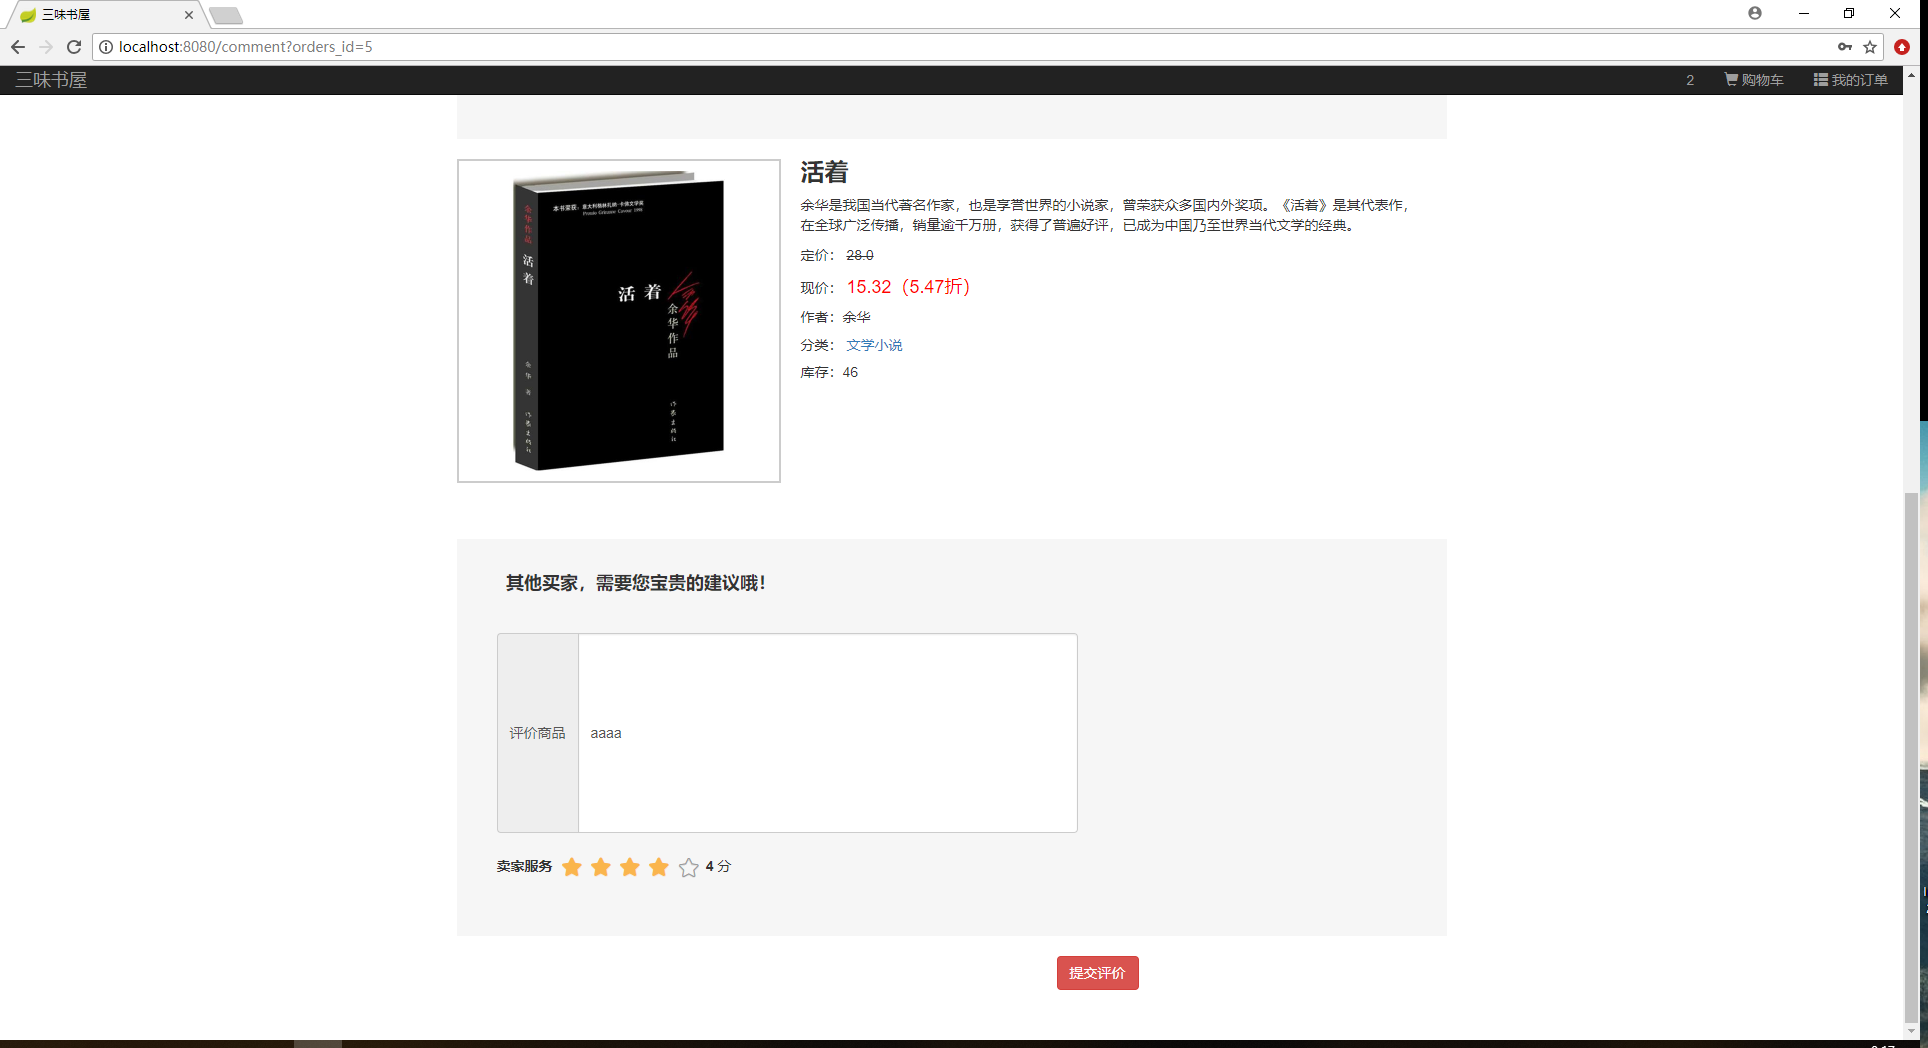 三味书屋
localhost:8080/comment?orders_id=5
三味书屋
2 购物车 我的订单
活着
余华是我国当代著名作家，也是享誉世界的小说家，曾荣获众多国内外奖项。《活着》是其代表作，
在全球广泛传播，销量逾千万册，获得了普遍好评，已成为中国乃至世界当代文学的经典。
定价： 28.0
现价： 15.32（5.47折）
作者：余华
分类： 文学小说
库存：46
本书荣获：意大利格林扎纳·卡佛文学奖
Premio Grinzane Cavour 1998
余华作品
活着
余华 著
作家出版社
活着
余华作品
作家出版社
其他买家，需要您宝贵的建议哦！
评价商品
aaaa
卖家服务 4 分
提交评价